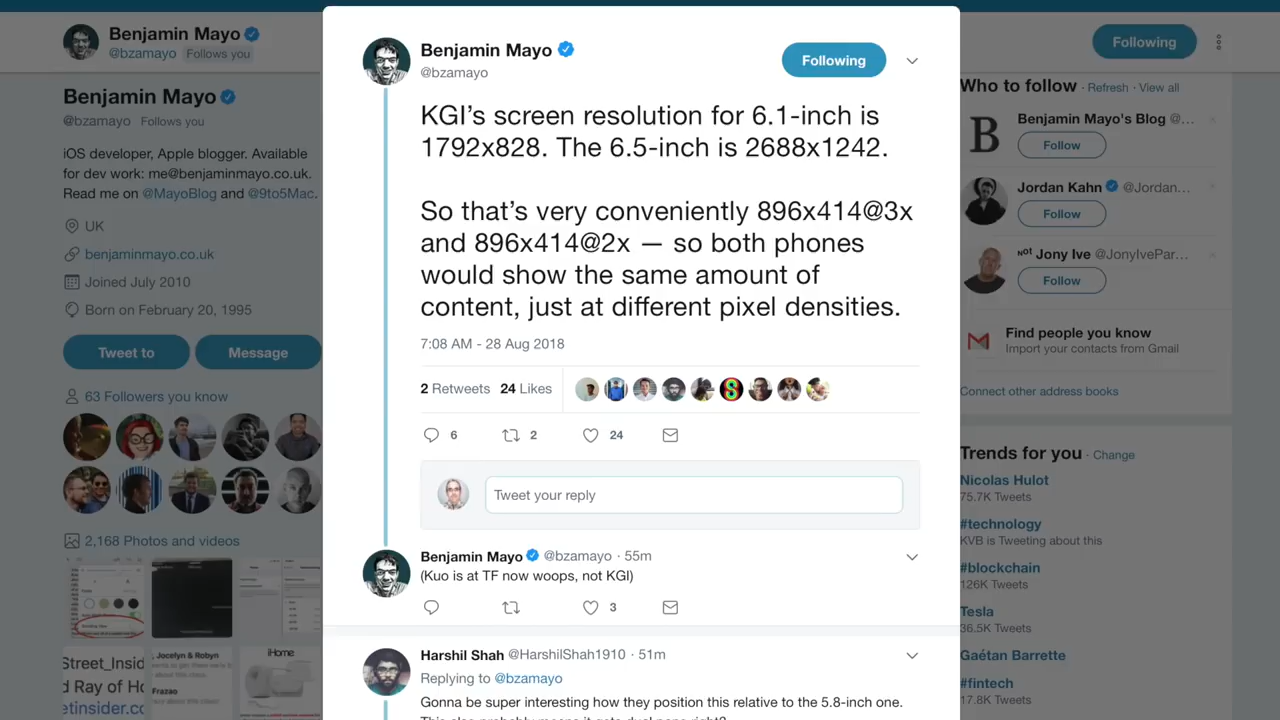 Benjamin Mayo
@bzamayo Follows you
Following
Benjamin Mayo
@bzamayo Follows you
iOS developer, Apple blogger. Available
for dev work: me@benjaminmayo.co.uk.
Read me on @MayoBlog and @9to5Mac.
UK
benjaminmayo.co.uk
Joined July 2010
Born on February 20, 1995
Tweet to
Message
63 Followers you know
2,168 Photos and videos
Street_Insid
Jocelyn & Robyn
iHome
d Ray of Ho
Frazao
etinsider.co
Benjamin Mayo
@bzamayo
Following
KGI’s screen resolution for 6.1-inch is
1792x828. The 6.5-inch is 2688x1242.
So that’s very conveniently 896x414@3x
and 896x414@2x — so both phones
would show the same amount of
content, just at different pixel densities.
7:08 AM - 28 Aug 2018
2 Retweets 24 Likes
6 2 24
Tweet your reply
Benjamin Mayo @bzamayo · 55m
(Kuo is at TF now woops, not KGI)
3
Harshil Shah @HarshilShah1910 · 51m
Replying to @bzamayo
Gonna be super interesting how they position this relative to the 5.8-inch one.
Who to follow · Refresh · View all
Benjamin Mayo's Blog @...
Follow
Jordan Kahn @Jordan...
Follow
ᴺᴼᵗ Jony Ive @JonyIvePar...
Follow
Find people you know
Import your contacts from Gmail
Connect other address books
Trends for you · Change
Nicolas Hulot
75.7K Tweets
#technology
KVB is Tweeting about this
#blockchain
126K Tweets
Tesla
36.5K Tweets
Gaétan Barrette
#fintech
17.8K Tweets